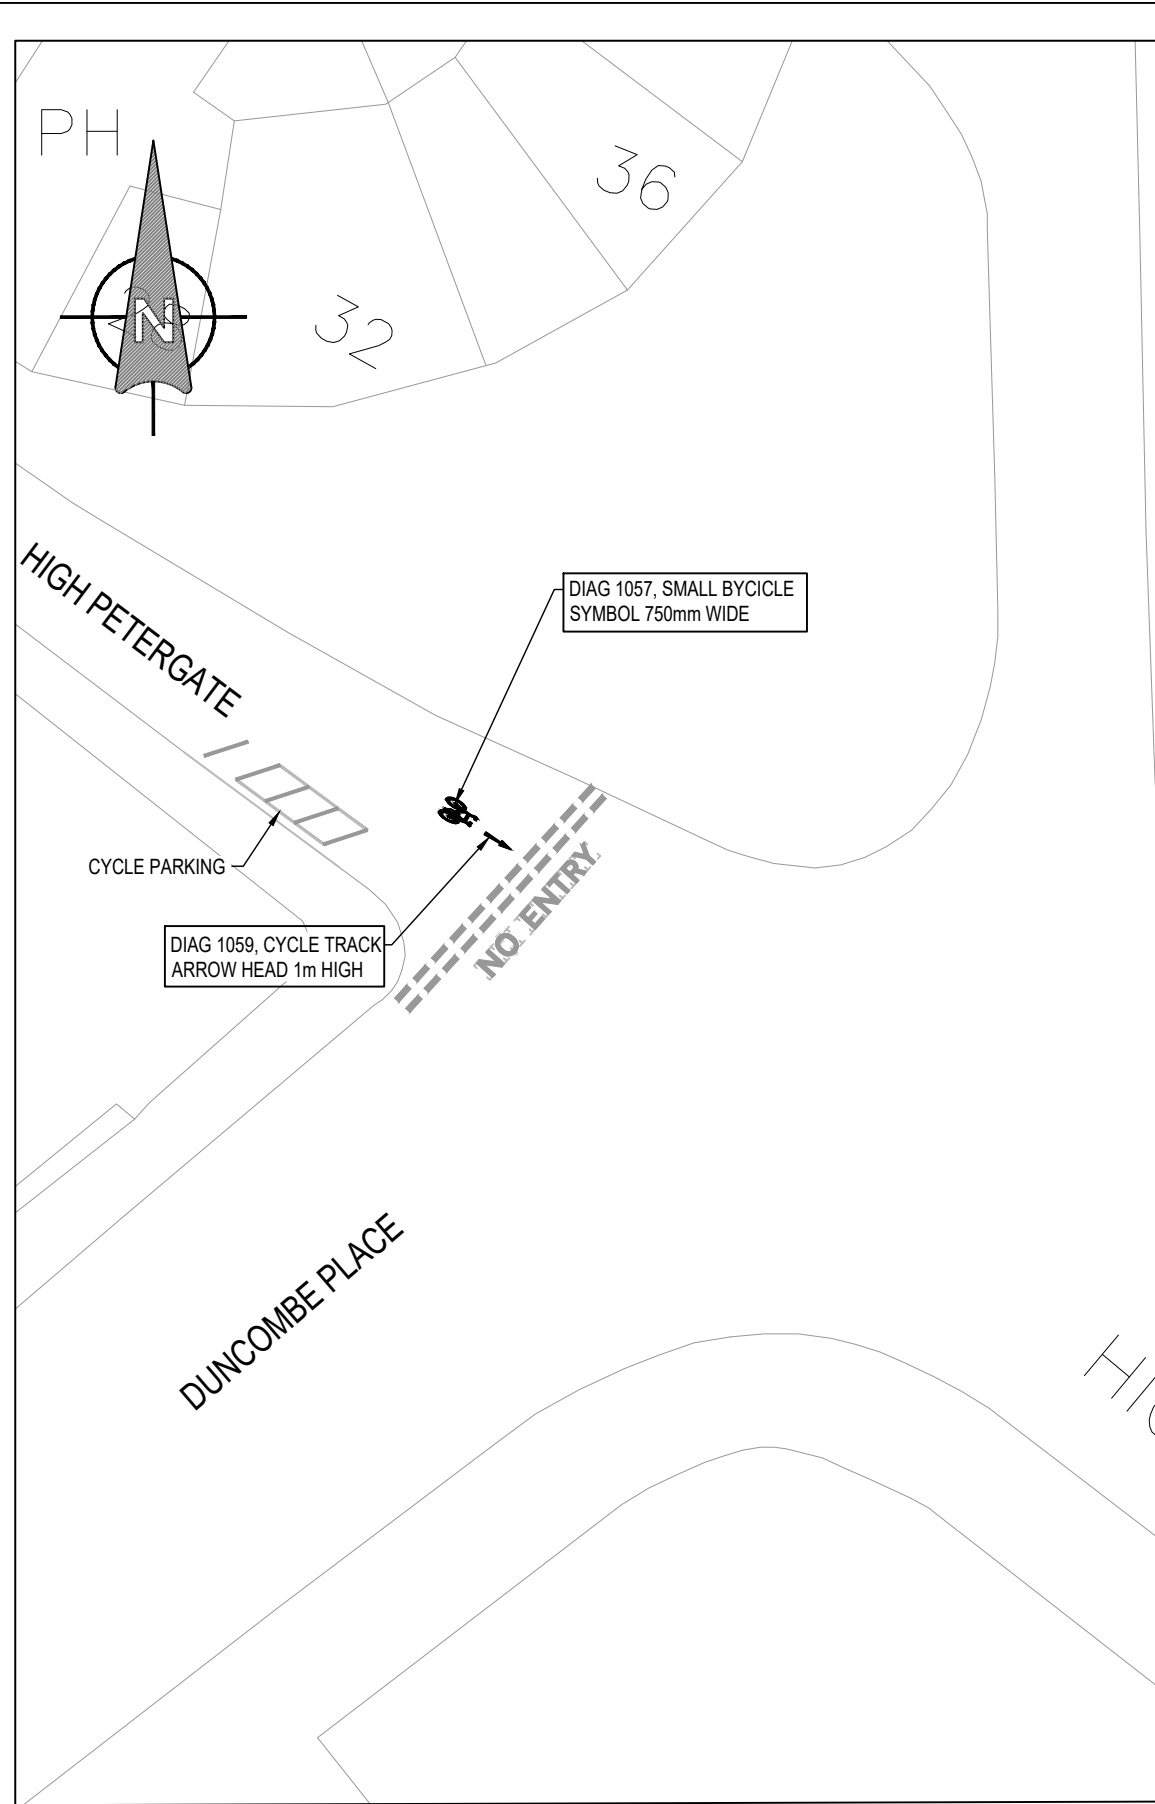 PH
36
N
32
HIGH PETERGATE
DIAG 1057, SMALL BYCICLE
SYMBOL 750mm WIDE
CYCLE PARKING
NO ENTRY
DIAG 1059, CYCLE TRACK
ARROW HEAD 1m HIGH
DUNCOMBE PLACE